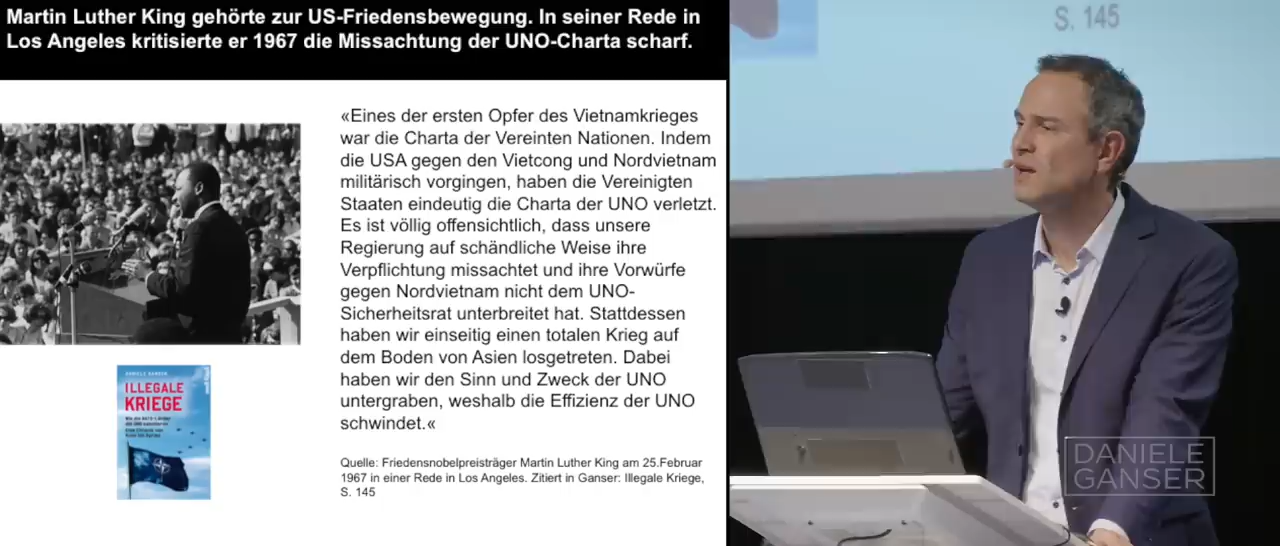 Martin Luther King gehörte zur US-Friedensbewegung. In seiner Rede in
Los Angeles kritisierte er 1967 die Missachtung der UNO-Charta scharf.
«Eines der ersten Opfer des Vietnamkrieges
war die Charta der Vereinten Nationen. Indem
die USA gegen den Vietcong und Nordvietnam
militärisch vorgingen, haben die Vereinigten
Staaten eindeutig die Charta der UNO verletzt.
Es ist völlig offensichtlich, dass unsere
Regierung auf schändliche Weise ihre
Verpflichtung missachtet und ihre Vorwürfe
gegen Nordvietnam nicht dem UNO-
Sicherheitsrat unterbreitet hat. Stattdessen
haben wir einseitig einen totalen Krieg auf
dem Boden von Asien losgetreten. Dabei
haben wir den Sinn und Zweck der UNO
untergraben, weshalb die Effizienz der UNO
schwindet.«
Quelle: Friedensnobelpreisträger Martin Luther King am 25.Februar
1967 in einer Rede in Los Angeles. Zitiert in Ganser: Illegale Kriege,
S. 145
DANIELE GANSER
ILLEGALE
KRIEGE
S. 145
DANIELE
GANSER